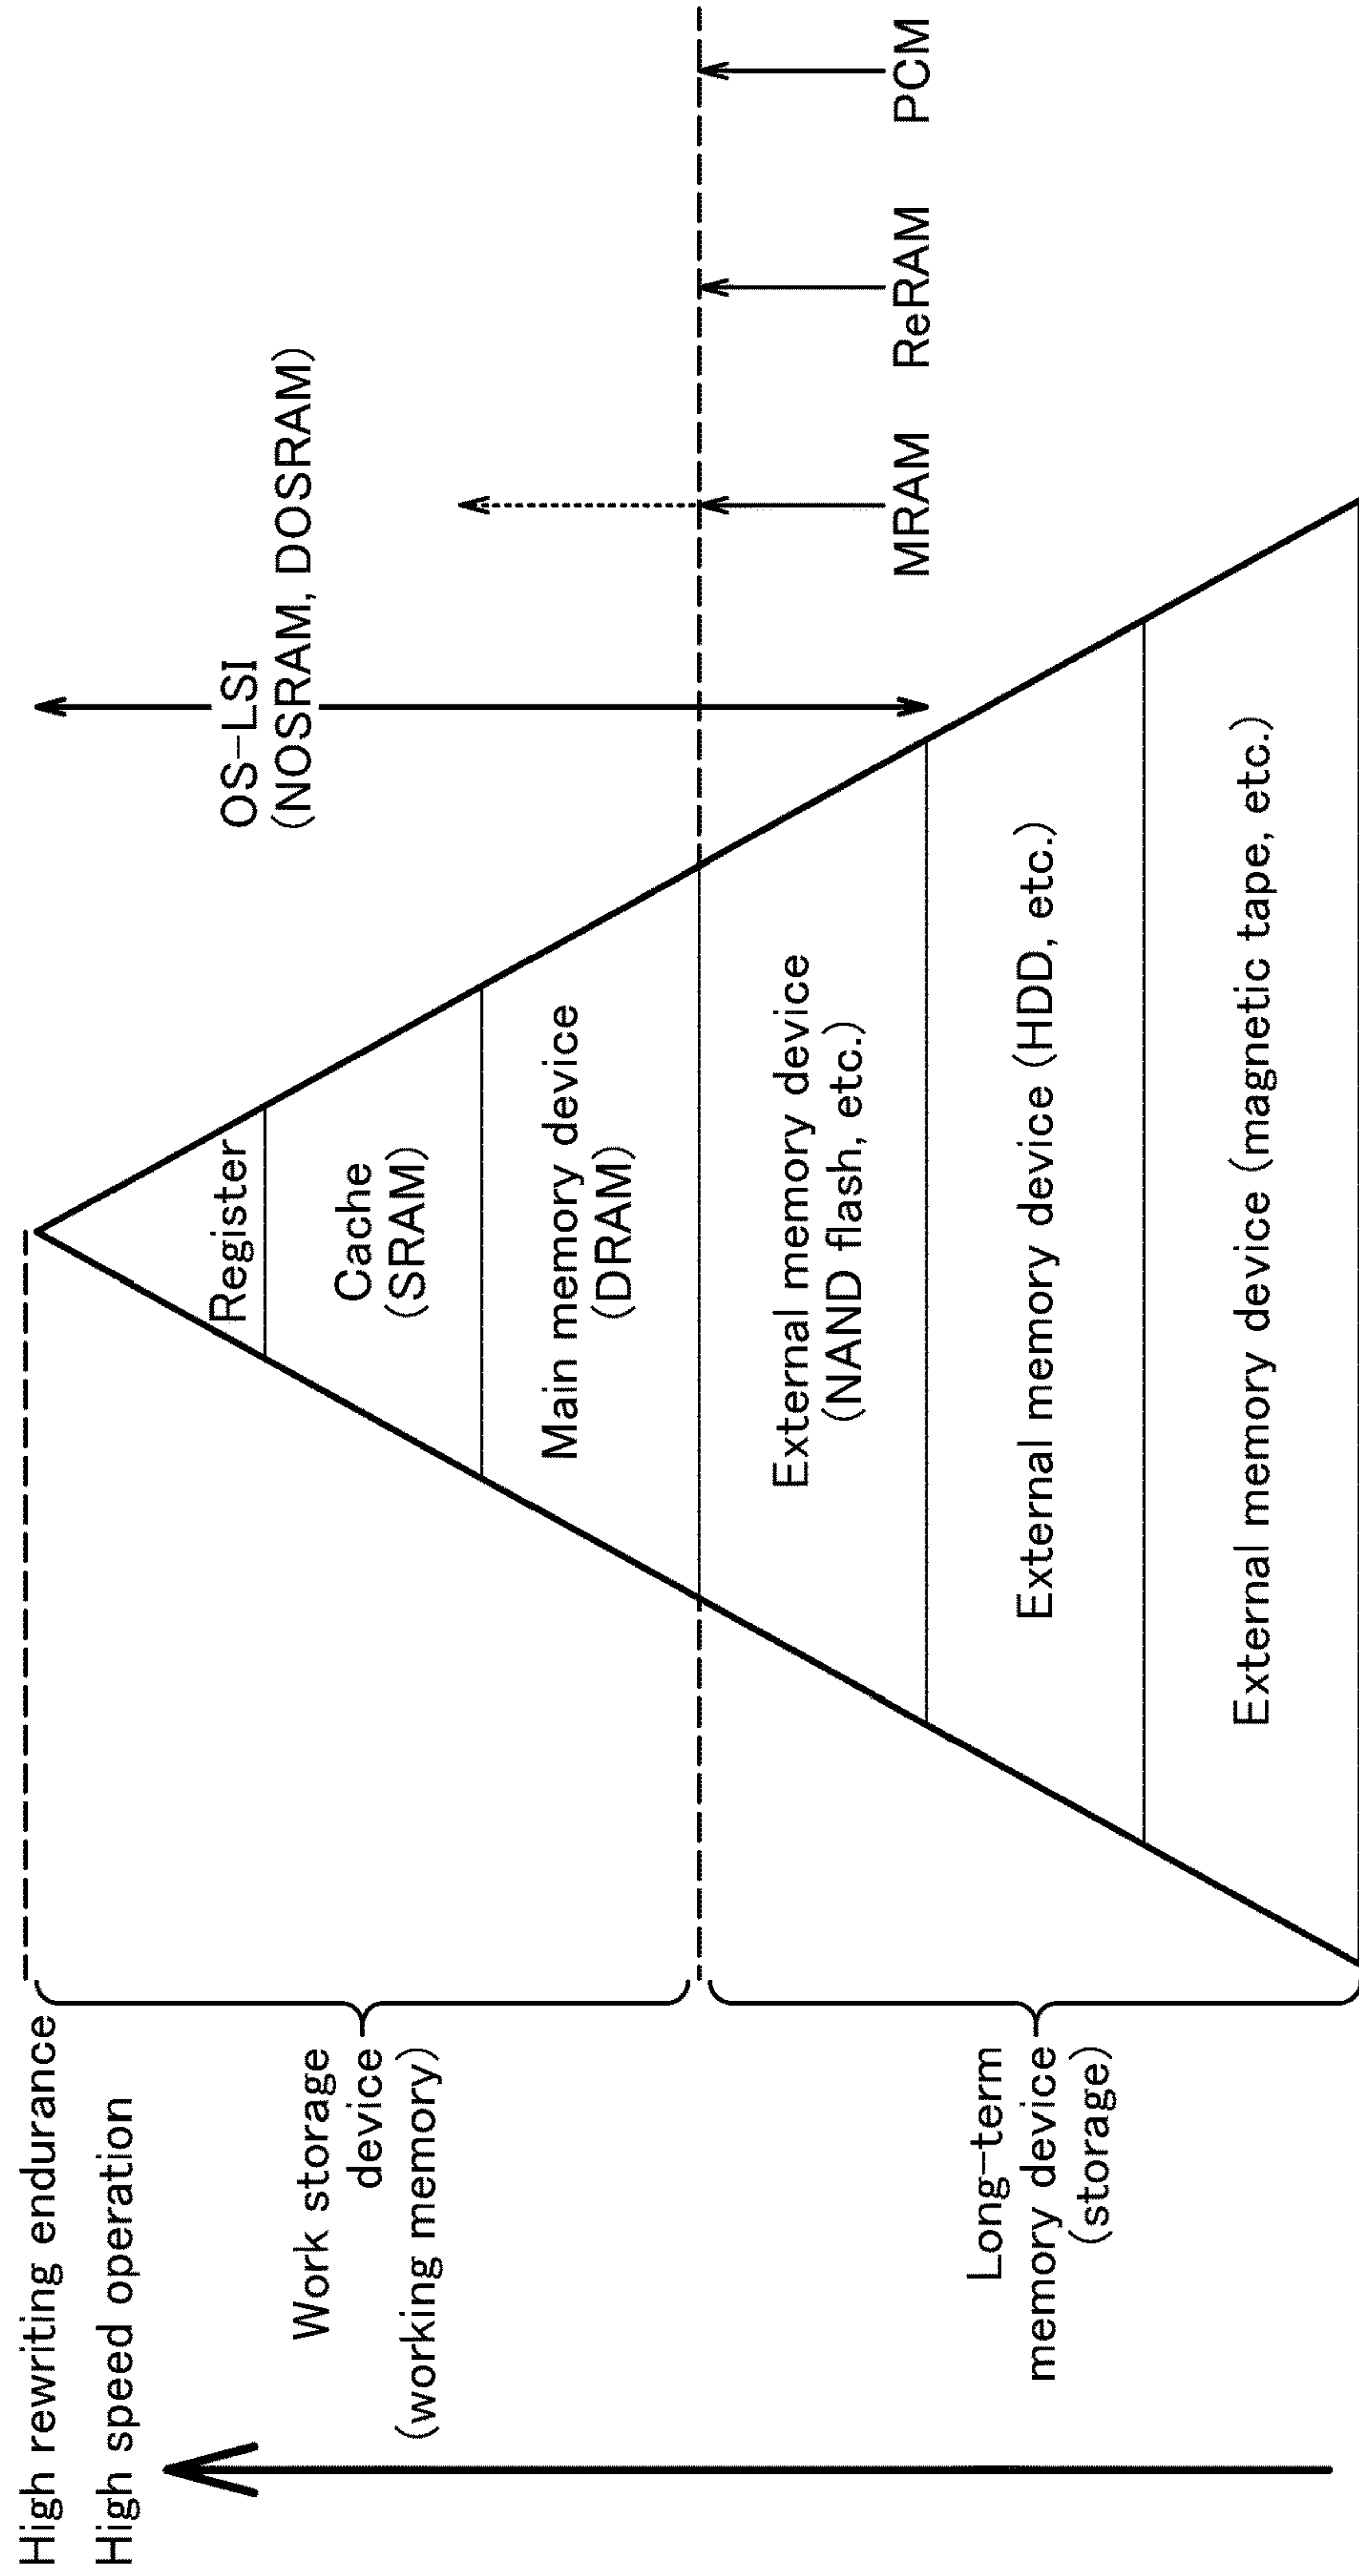 High rewriting endurance
High speed operation
Work storage
device
(working memory)
Long-term
memory device
(storage)
Register
Cache
(SRAM)
Main memory device
(DRAM)
External memory device
(NAND flash, etc.)
External memory device (HDD, etc.)
External memory device (magnetic tape, etc.)
OS-LSI
(NOSRAM, DOSRAM)
MRAM
ReRAM
PCM